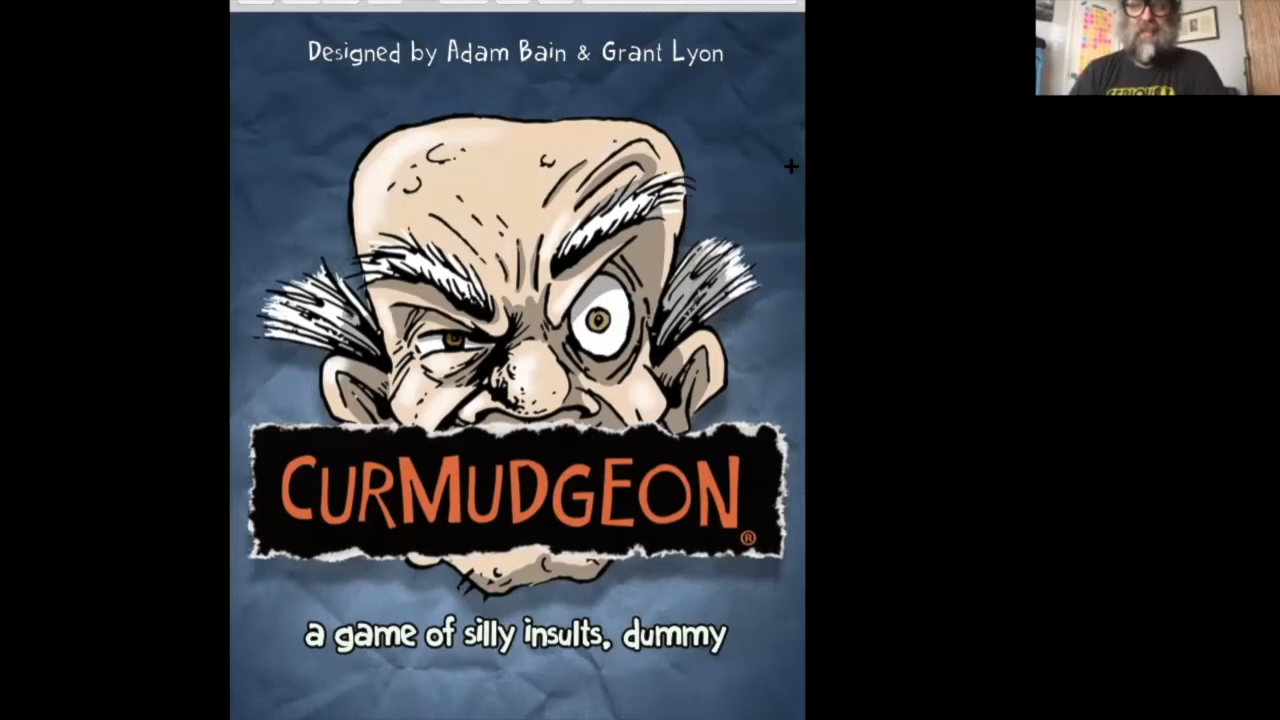 Designed by Adam Bain & Grant Lyon
CURMUDGEON®
a game of silly insults, dummy